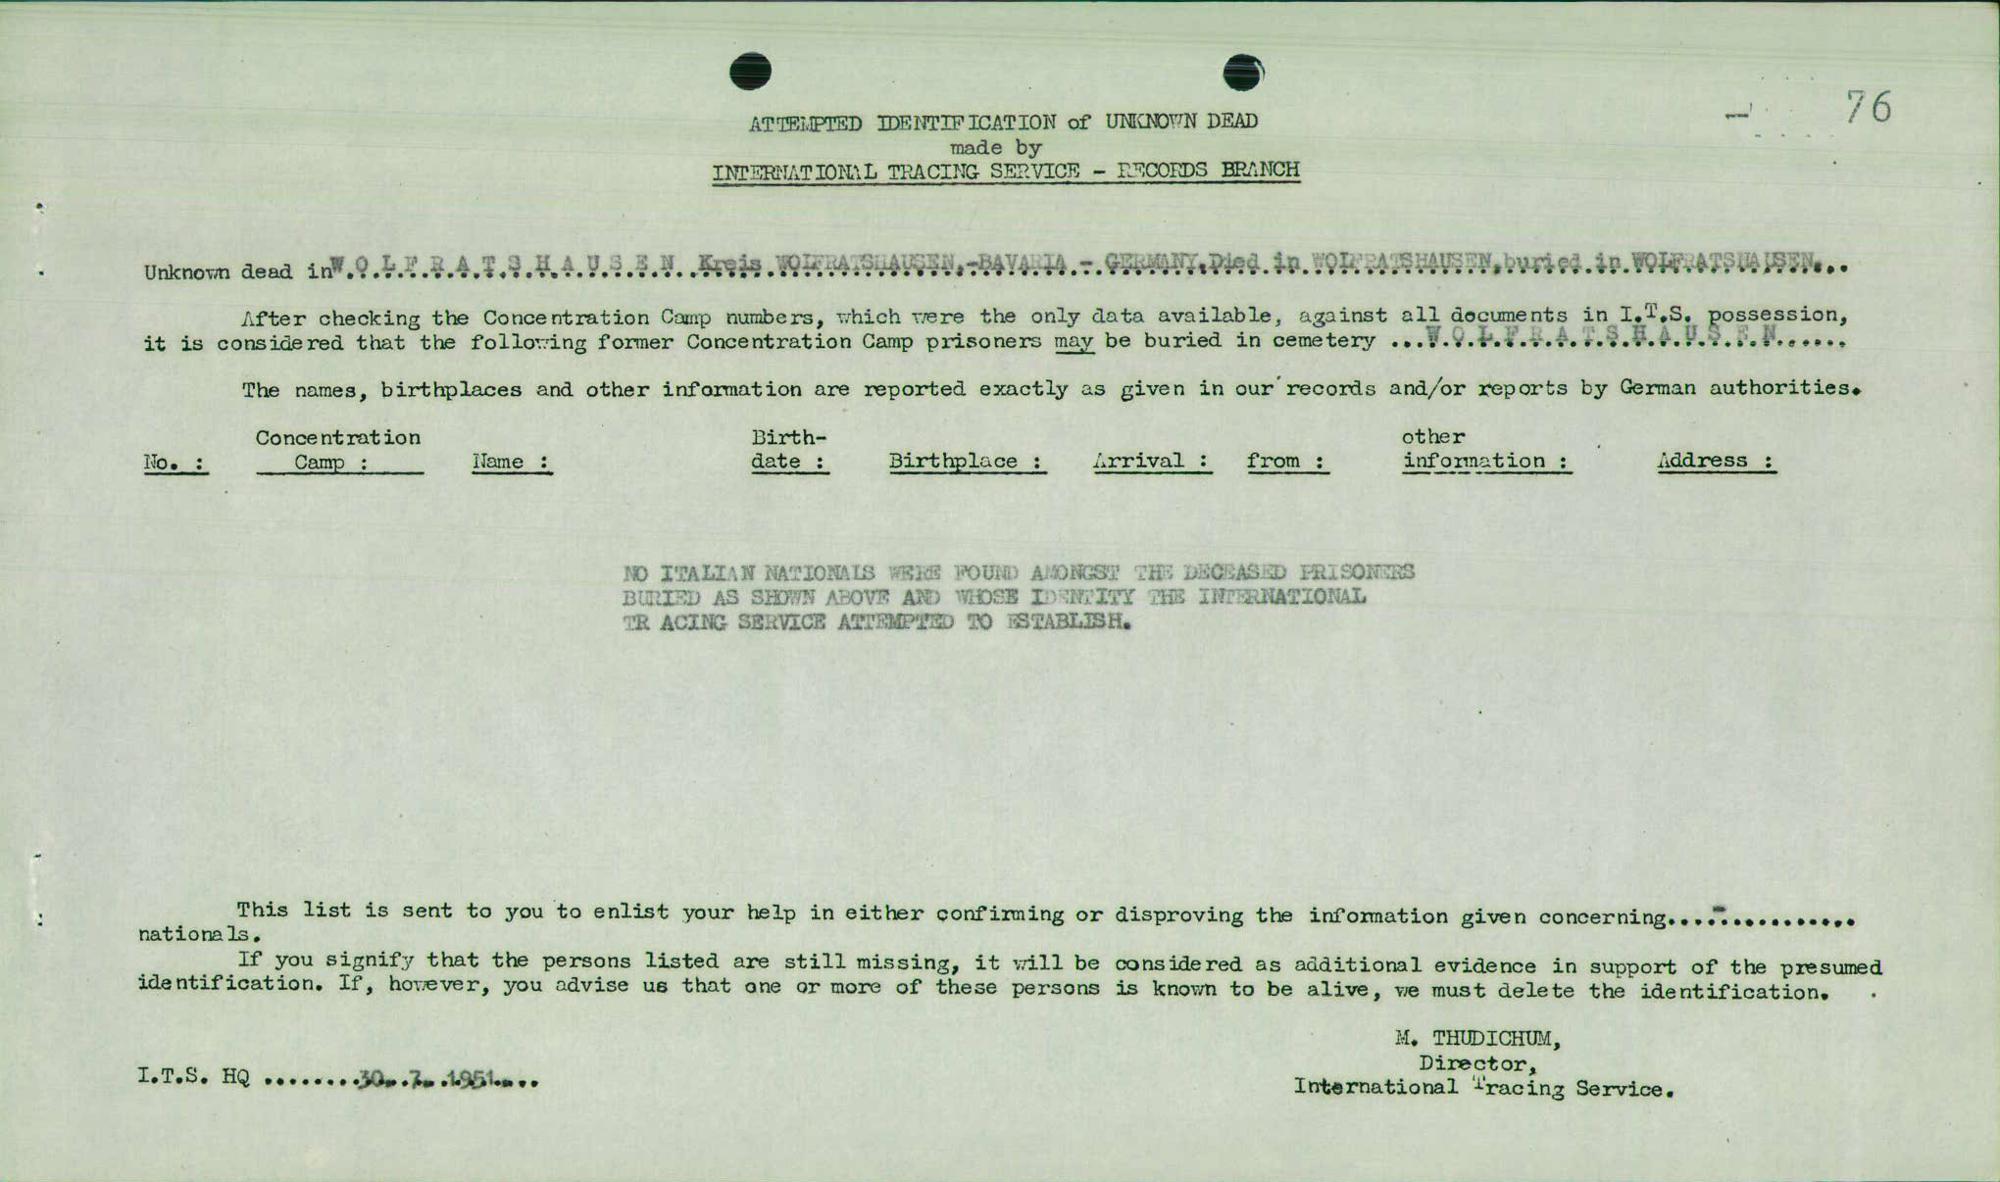 76
ATTEMPTED IDENTIFICATION of UNKNOWN DEAD
made by
INTERNATIONAL TRACING SERVICE - RECORDS BRANCH
Unknown dead in W.O.L.F.R.A.T.S.H.A.U.S.E.N. Kreis WOLFRATSHAUSEN,-BAVARIA - GERMANY.Died in WOLFRATSHAUSEN,buried in WOLFRATSHAUSEN...
After checking the Concentration Camp numbers, which were the only data available, against all documents in I.T.S. possession,
it is considered that the following former Concentration Camp prisoners may be buried in cemetery ...W.O.L.F.R.A.T.S.H.A.U.S.E.N.......
The names, birthplaces and other information are reported exactly as given in our records and/or reports by German authorities.
Concentration Birth- other
No. : Camp : Name : date : Birthplace : Arrival : from : information : Address :
NO ITALIAN NATIONALS WERE FOUND AMONGST THE DECEASED PRISONERS
BURIED AS SHOWN ABOVE AND WHOSE IDENTITY THE INTERNATIONAL
TR ACING SERVICE ATTEMPTED TO ESTABLISH.
This list is sent to you to enlist your help in either confirming or disproving the information given concerning....-.............
nationals.
If you signify that the persons listed are still missing, it will be considered as additional evidence in support of the presumed
identification. If, however, you advise us that one or more of these persons is known to be alive, we must delete the identification.
M. THUDICHUM,
Director,
I.T.S. HQ ........30...7...1951.....
International Tracing Service.